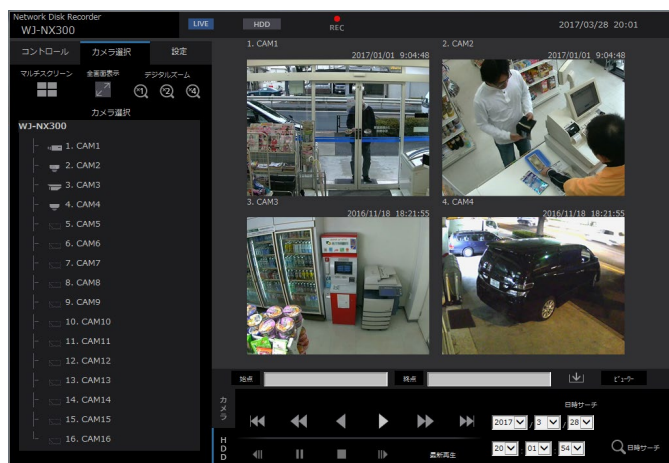 Network Disk Recorder
WJ-NX300
LIVE
HDD
REC
2017/03/28 20:01
コントロール
カメラ選択
設定
マルチスクリーン
全画面表示
デジタルズーム
x1
x2
x4
カメラ選択
WJ-NX300
1. CAM1
2. CAM2
3. CAM3
4. CAM4
5. CAM5
6. CAM6
7. CAM7
8. CAM8
9. CAM9
10. CAM10
11. CAM11
12. CAM12
13. CAM13
14. CAM14
15. CAM15
16. CAM16
1. CAM1
2017/01/01 9:04:48
2. CAM2
2017/01/01 9:04:48
3. CAM3
2016/11/18 18:21:55
4. CAM4
2016/11/18 18:21:55
始点
終点
ビューワー
カメラ
HDD
最新再生
日時サーチ
2017 / 3 / 28
20 : 01 : 54
日時サーチ